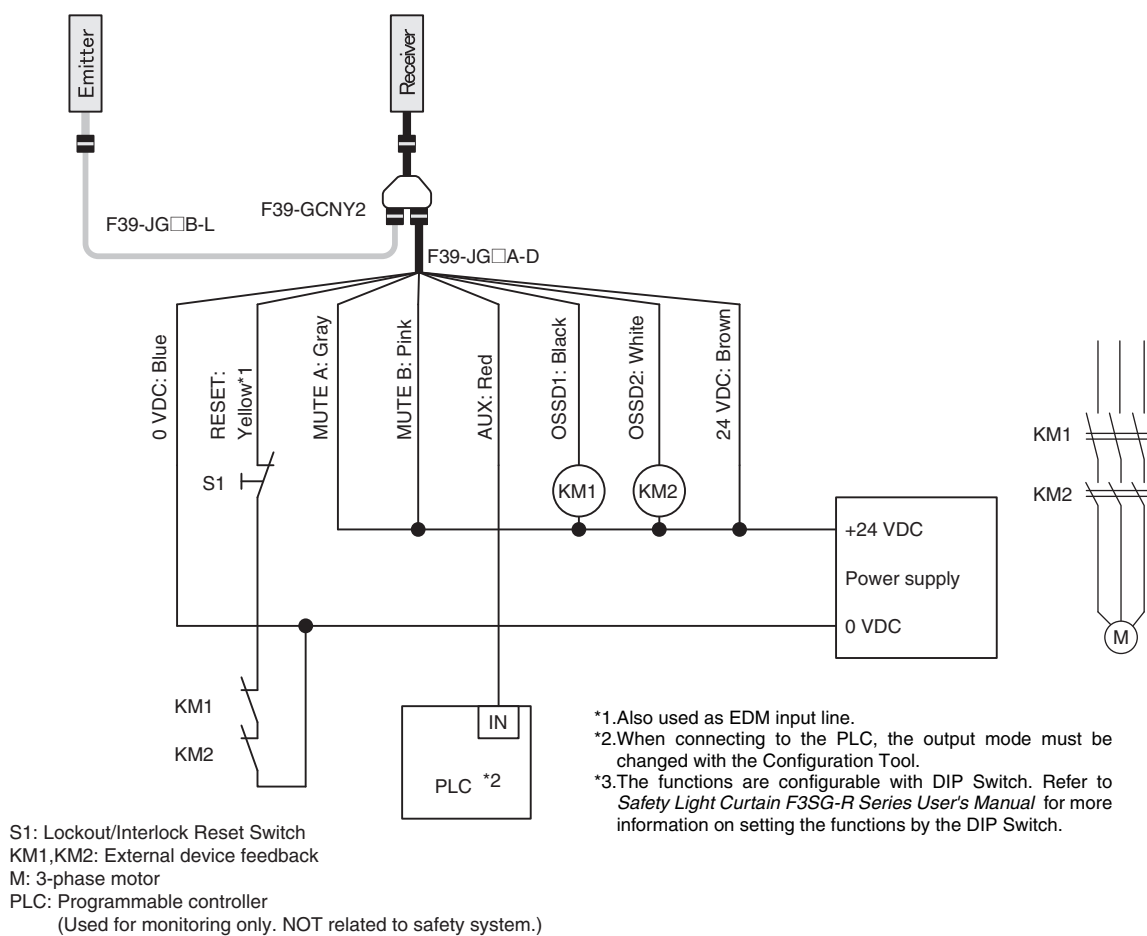 Emitter
Receiver
F39-GCNY2
F39-JG□B-L
F39-JG□A-D
0 VDC: Blue
RESET:
Yellow*1
MUTE A: Gray
MUTE B: Pink
AUX: Red
OSSD1: Black
OSSD2: White
24 VDC: Brown
S1
KM1
KM2
KM1
KM2
+24 VDC
Power supply
0 VDC
M
KM1
KM2
IN
PLC *2
*1.Also used as EDM input line.
*2.When connecting to the PLC, the output mode must be
changed with the Configuration Tool.
*3.The functions are configurable with DIP Switch. Refer to
Safety Light Curtain F3SG-R Series User's Manual for more
information on setting the functions by the DIP Switch.
S1: Lockout/Interlock Reset Switch
KM1,KM2: External device feedback
M: 3-phase motor
PLC: Programmable controller
(Used for monitoring only. NOT related to safety system.)